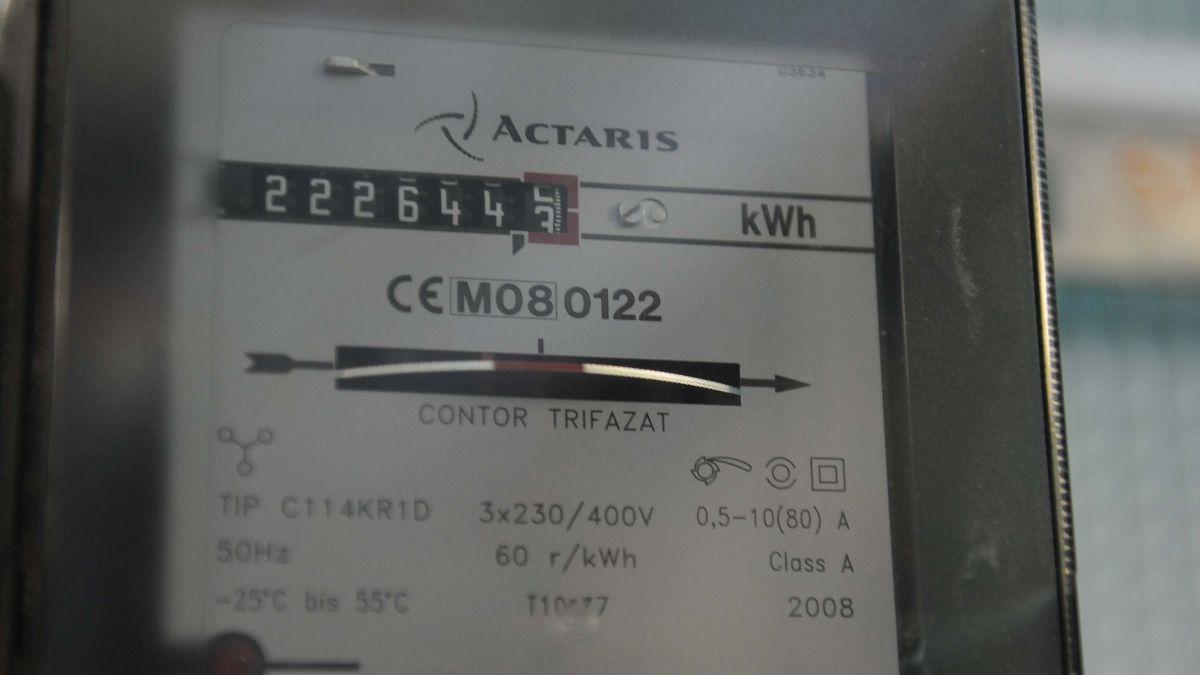 ACTARIS
222644
kWh
CE M08 0122
CONTOR TRIFAZAT
TIP C114KR1D 3x230/400V 0,5-10(80) A
50Hz 60 r/kWh Class A
-25°C bis 55°C 2008